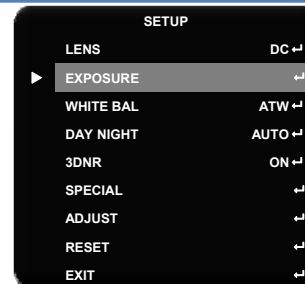 SETUP
LENS DC↵
EXPOSURE ↵
WHITE BAL ATW↵
DAY NIGHT AUTO↵
3DNR ON↵
SPECIAL ↵
ADJUST ↵
RESET ↵
EXIT ↵